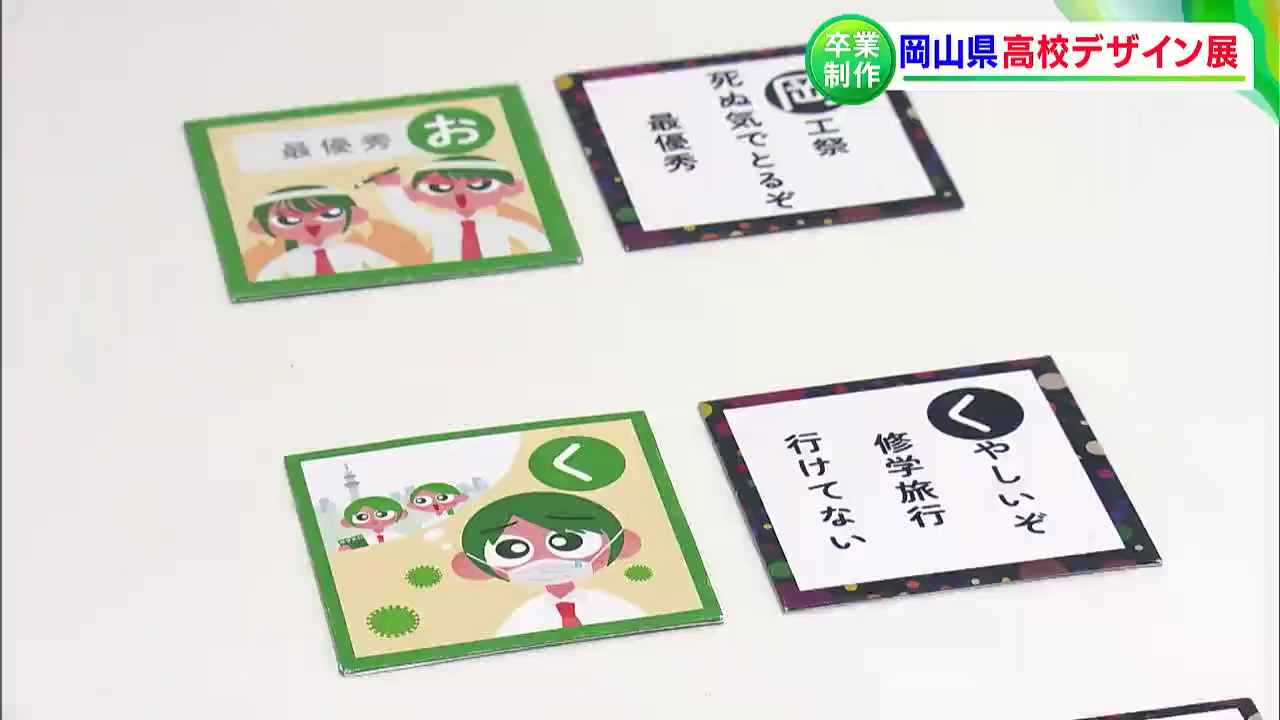 卒業
制作
岡山県 高校デザイン展
お
最優秀
岡工祭
死ぬ気でとるぞ
最優秀
く
くやしいぞ
修学旅行
行けてない